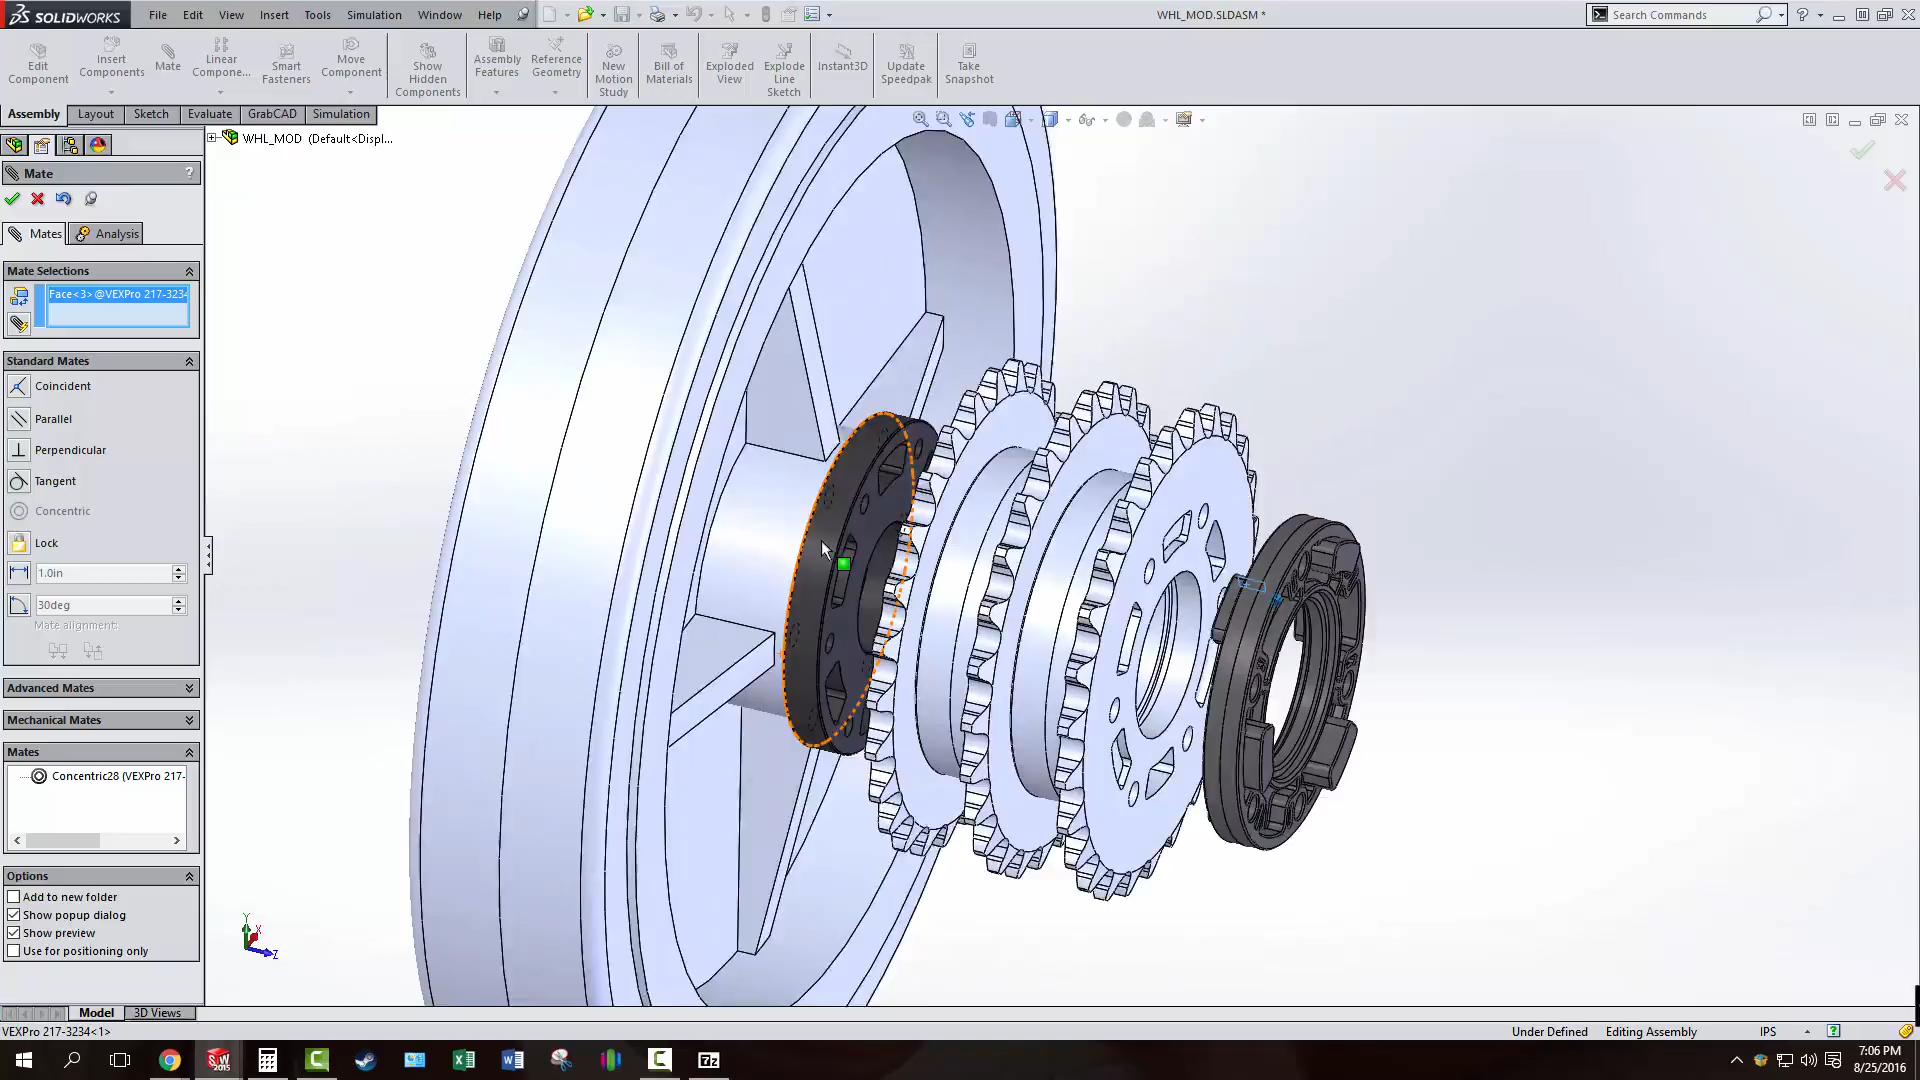 SOLIDWORKS File Edit View Insert Tools Simulation Window Help WHL_MOD.SLDASM * Search Commands
Edit Component
Insert Components
Mate
Linear Compone...
Smart Fasteners
Move Component
Show Hidden Components
Assembly Features
Reference Geometry
New Motion Study
Bill of Materials
Exploded View
Explode Line Sketch
Instant3D
Update Speedpak
Take Snapshot
Assembly Layout Sketch Evaluate GrabCAD Simulation
WHL_MOD (Default<Displ...
Mate ?
Mates Analysis
Mate Selections
Face<3>@VEXPro 217-3234
Standard Mates
Coincident
Parallel
Perpendicular
Tangent
Concentric
Lock
1.0in
30deg
Mate alignment:
Advanced Mates
Mechanical Mates
Mates
Concentric28 (VEXPro 217-
Options
Add to new folder
Show popup dialog
Show preview
Use for positioning only
Y
X
Z
Model 3D Views
VEXPro 217-3234<1> Under Defined Editing Assembly IPS
7:06 PM
8/25/2016